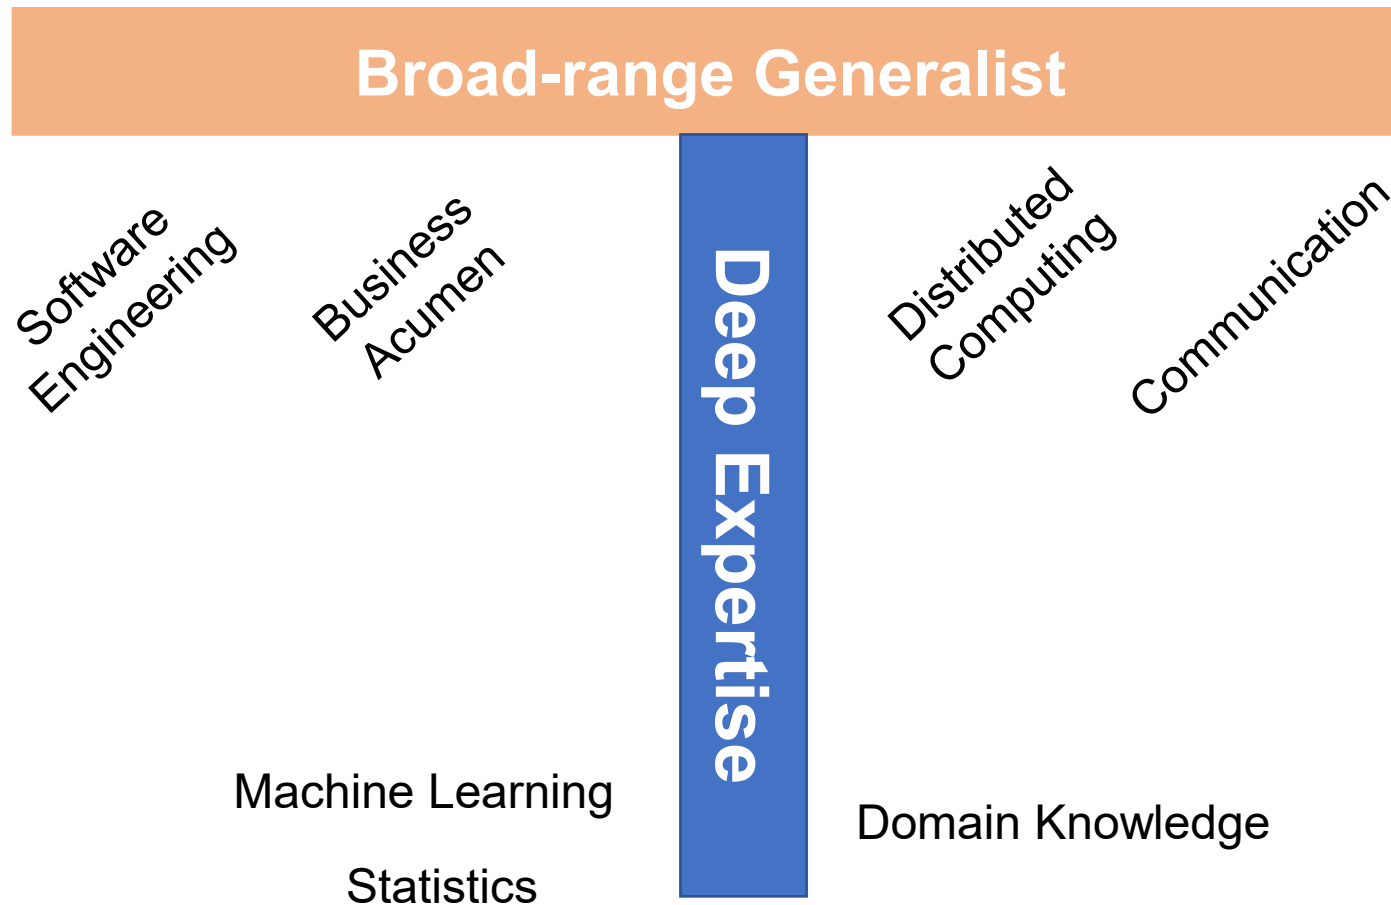 Broad-range Generalist
Software
Engineering
Business
Acumen
Deep Expertise
Distributed
Computing
Communication
Machine Learning
Statistics
Domain Knowledge